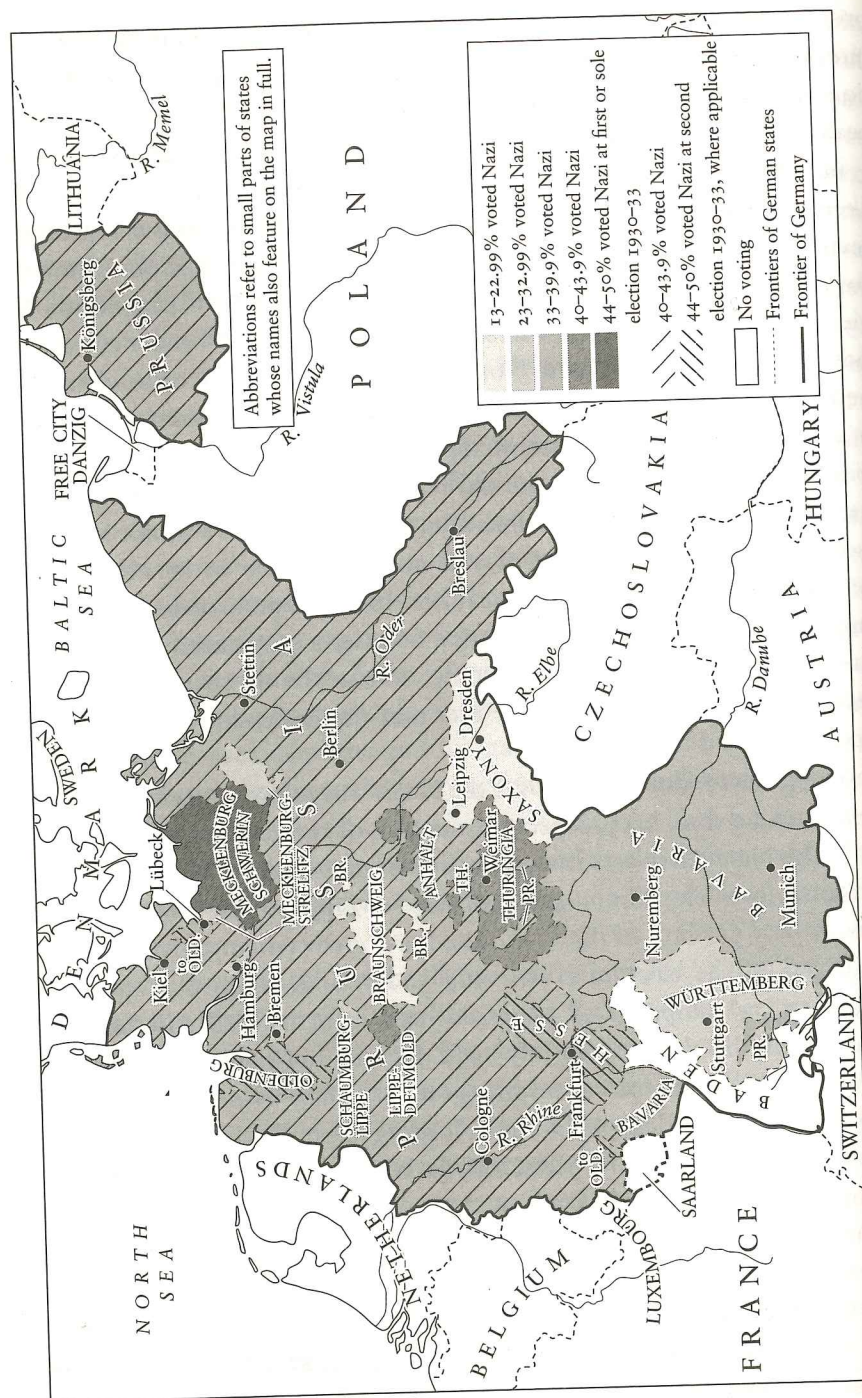 NORTH
SEA
DENMARK
SWEDEN
BALTIC
SEA
LITHUANIA
R. Memel
FREE CITY
DANZIG
Königsberg
PRUSSIA
Kiel
to
OLD.
Lübeck
Hamburg
Bremen
MECKLENBURG
SCHWERIN
MECKLENBURG-
STRELITZ
Stettin
Abbreviations refer to small parts of states
whose names also feature on the map in full.
R. Vistula
POLAND
NETHERLANDS
OLDENBURG
SCHAUMBURG-
LIPPE
LIPPE-
DETMOLD
BRAUNSCHWEIG
BR.
BR.
PRUSSIA
Berlin
ANHALT
R. Oder
Breslau
BELGIUM
Cologne
R. Rhine
HESSE
TH.
Weimar
THURINGIA
PR.
Leipzig
Dresden
SAXONY
R. Elbe
CZECHOSLOVAKIA
LUXEMBOURG
to
OLD.
Frankfurt
SAARLAND
BAVARIA
Nuremberg
BAVARIA
Munich
FRANCE
BADEN
Stuttgart
WÜRTTEMBERG
PR.
SWITZERLAND
R. Danube
AUSTRIA
HUNGARY
13–22.99% voted Nazi
23–32.99% voted Nazi
33–39.9% voted Nazi
40–43.9% voted Nazi
44–50% voted Nazi at first or sole
election 1930–33
40–43.9% voted Nazi
44–50% voted Nazi at second
election 1930–33, where applicable
No voting
Frontiers of German states
Frontier of Germany